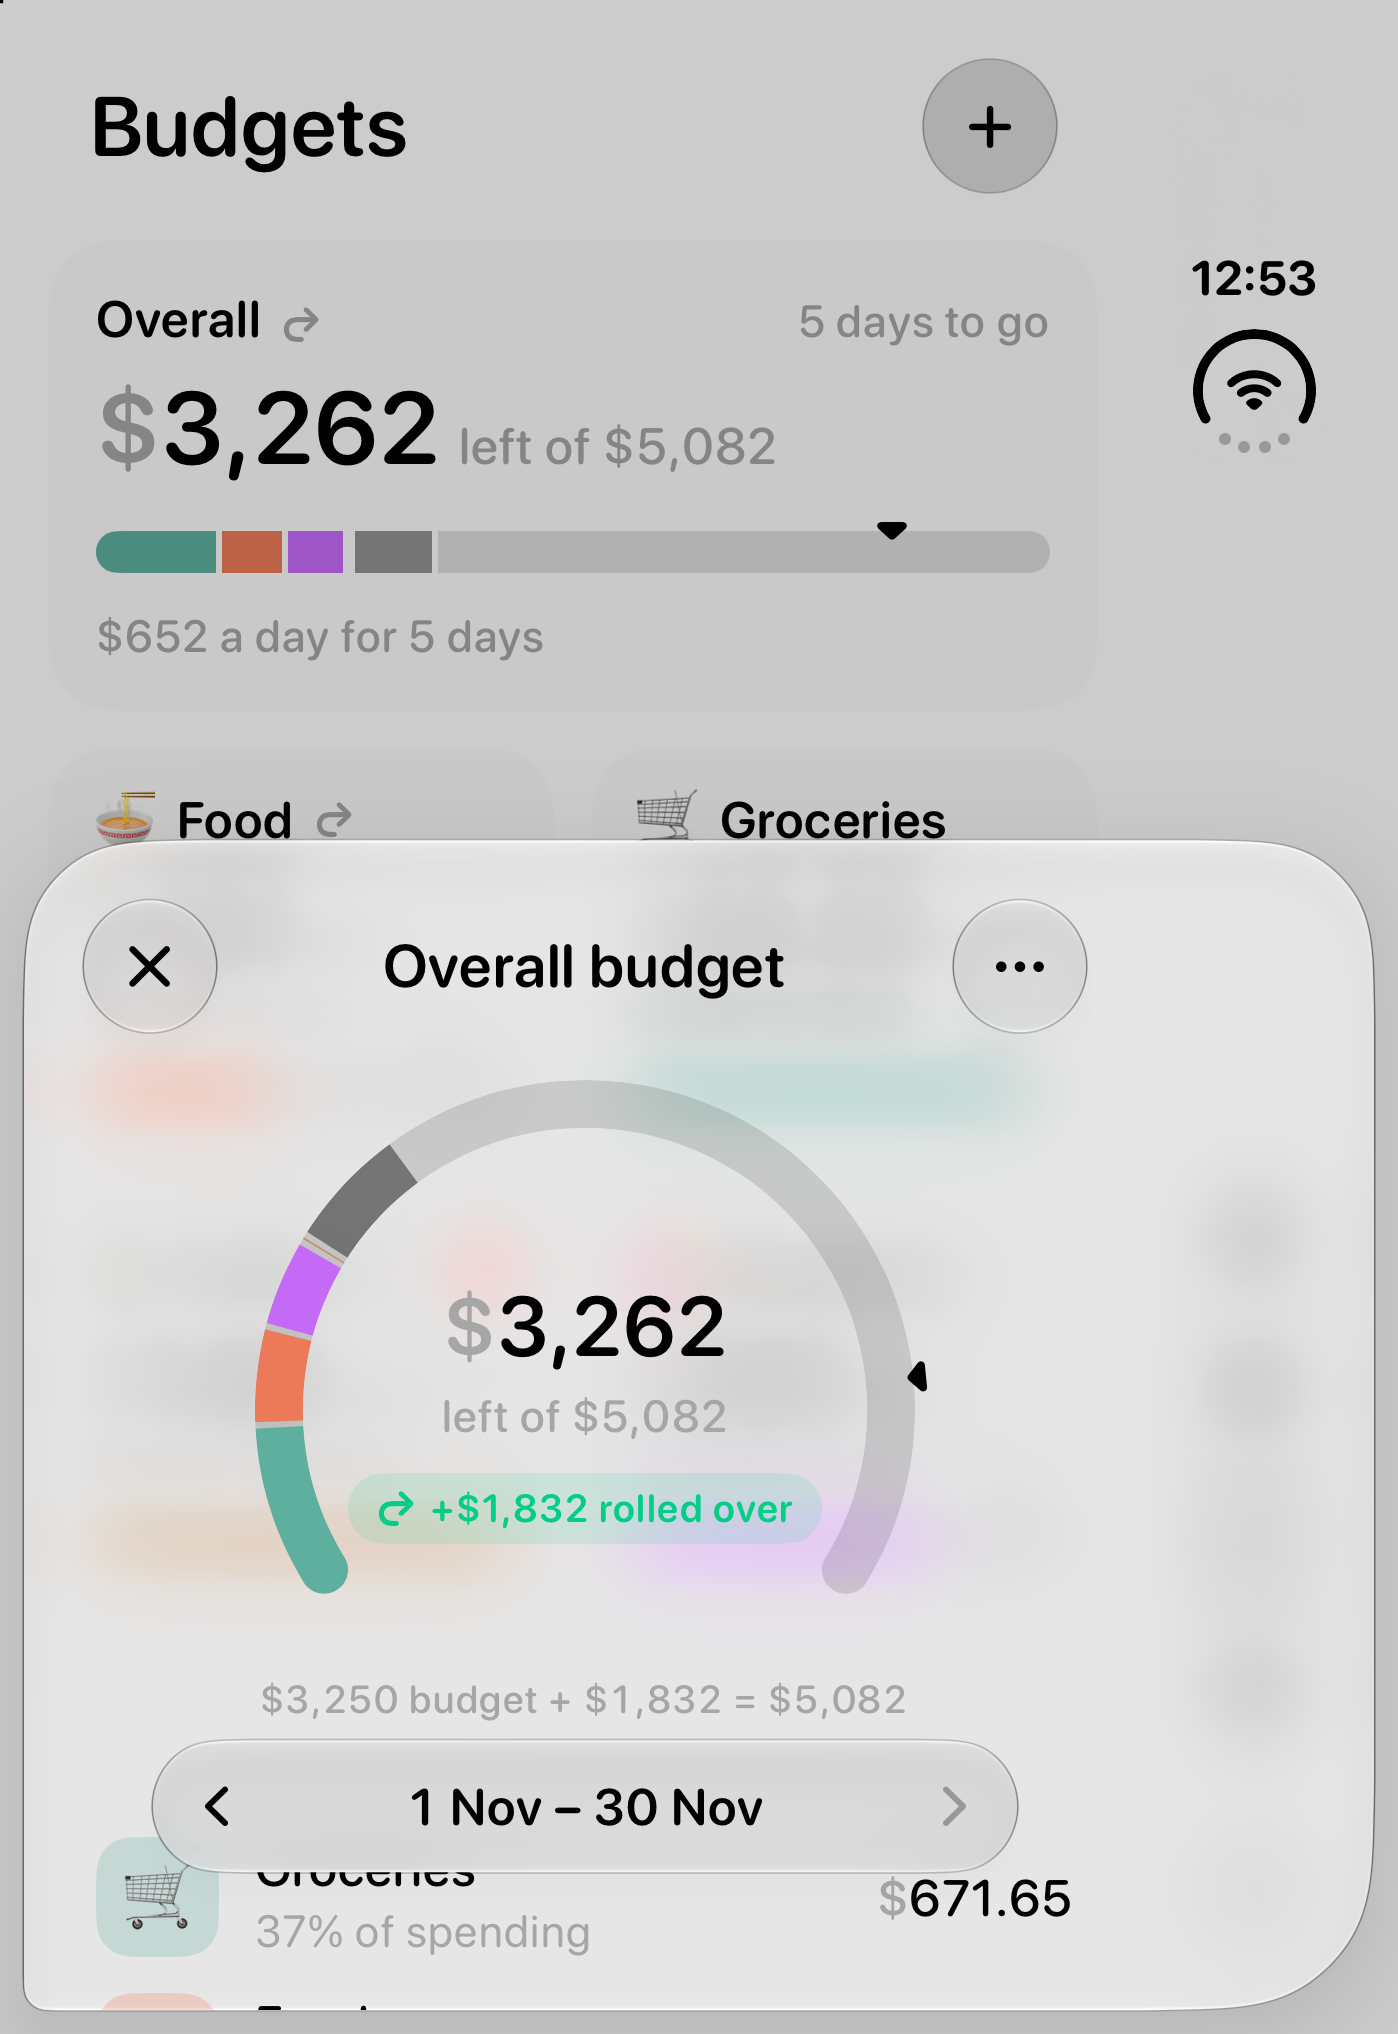 Budgets
12:53
Overall
5 days to go
$3,262 left of $5,082
$652 a day for 5 days
Food
Groceries
Overall budget
$3,262
left of $5,082
+$1,832 rolled over
$3,250 budget + $1,832 = $5,082
1 Nov – 30 Nov
Groceries
$671.65
37% of spending